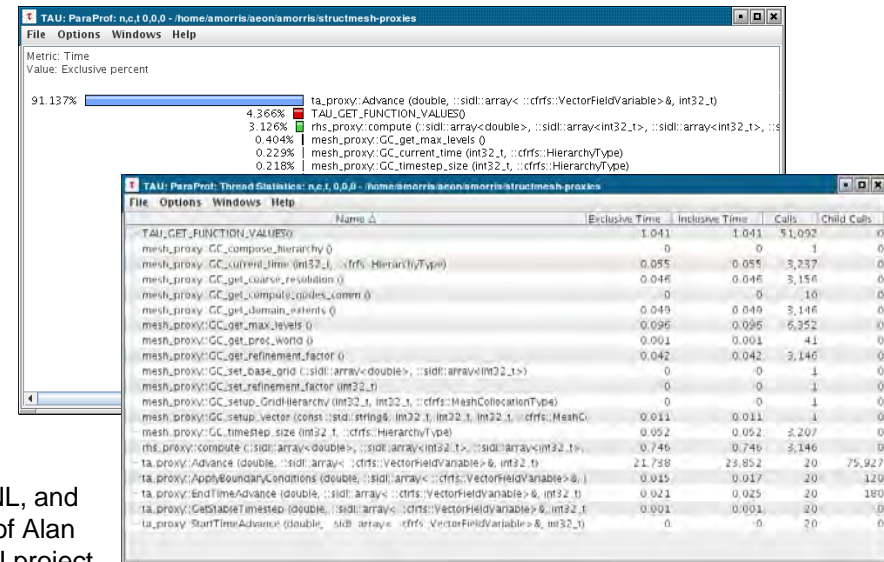 TAU: ParaProf: n,c,t 0,0,0 - /home/amorris/aeon/amorris/structmesh-proxies
File Options Windows Help
Metric: Time
Value: Exclusive percent
91.137% ta_proxy::Advance (double, ::sidl::array< ::cfrfs::VectorFieldVariable>&, int32_t)
4.366% TAU_GET_FUNCTION_VALUES()
3.126% rhs_proxy::compute (::sidl::array<double>, ::sidl::array<int32_t>, ::sidl::array<int32_t>, ::s
0.404% mesh_proxy::GC_get_max_levels ()
0.229% mesh_proxy::GC_current_time (int32_t, ::cfrfs::HierarchyType)
0.218% mesh_proxy::GC_timestep_size (int32_t, ::cfrfs::HierarchyType)
TAU: ParaProf: Thread Statistics: n,c,t, 0,0,0 - /home/amorris/aeon/amorris/structmesh-proxies
File Options Windows Help
Name △ Exclusive Time Inclusive Time Calls Child Calls
TAU_GET_FUNCTION_VALUES() 1.041 1.041 51,092 0
mesh_proxy::GC_compose_hierarchy () 0 0 1 0
mesh_proxy::GC_current_time (int32_t, ::cfrfs::HierarchyType) 0.055 0.055 3,237 0
mesh_proxy::GC_get_coarse_resolution () 0.046 0.046 3,156 0
mesh_proxy::GC_get_compute_nodes_comm () 0 0 10 0
mesh_proxy::GC_get_domain_extents () 0.049 0.049 3,146 0
mesh_proxy::GC_get_max_levels () 0.096 0.096 6,352 0
mesh_proxy::GC_get_proc_world () 0.001 0.001 41 0
mesh_proxy::GC_get_refinement_factor () 0.042 0.042 3,146 0
mesh_proxy::GC_set_base_grid (::sidl::array<double>, ::sidl::array<int32_t>) 0 0 1 0
mesh_proxy::GC_set_refinement_factor (int32_t) 0 0 1 0
mesh_proxy::GC_setup_GridHierarchy (int32_t, int32_t, ::cfrfs::MeshCollocationType) 0 0 1 0
mesh_proxy::GC_setup_vector (const ::std::string&, int32_t, int32_t, int32_t, ::cfrfs::MeshC 0.011 0.011 1 0
mesh_proxy::GC_timestep_size (int32_t, ::cfrfs::HierarchyType) 0.052 0.052 3,207 0
rhs_proxy::compute (::sidl::array<double>, ::sidl::array<int32_t>, ::sidl::array<int32_t>, 0.746 0.746 3,146 0
ta_proxy::Advance (double, ::sidl::array< ::cfrfs::VectorFieldVariable>&, int32_t) 21.738 23.852 20 75,927
ta_proxy::ApplyBoundaryConditions (double, ::sidl::array< ::cfrfs::VectorFieldVariable>&, 0.015 0.017 20 120
ta_proxy::EndTimeAdvance (double, ::sidl::array< ::cfrfs::VectorFieldVariable>&, int32_t) 0.021 0.025 20 180
ta_proxy::GetStableTimestep (double, ::sidl::array< ::cfrfs::VectorFieldVariable>&, int32_t 0.001 0.001 20 0
ta_proxy::StartTimeAdvance (double, ::sidl::array< ::cfrfs::VectorFieldVariable>&, int32_t) 0 0 20 0
NL, and
of Alan
project